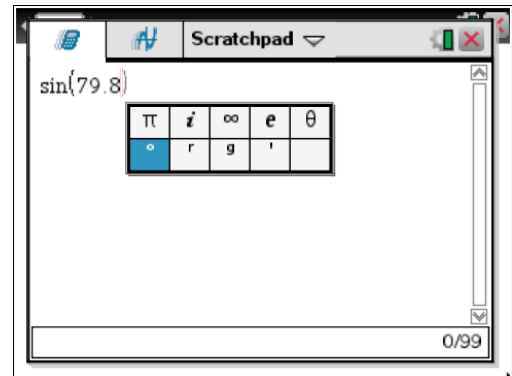 Scratchpad
sin(79.8)
π i ∞ e θ
° r g '
0/99